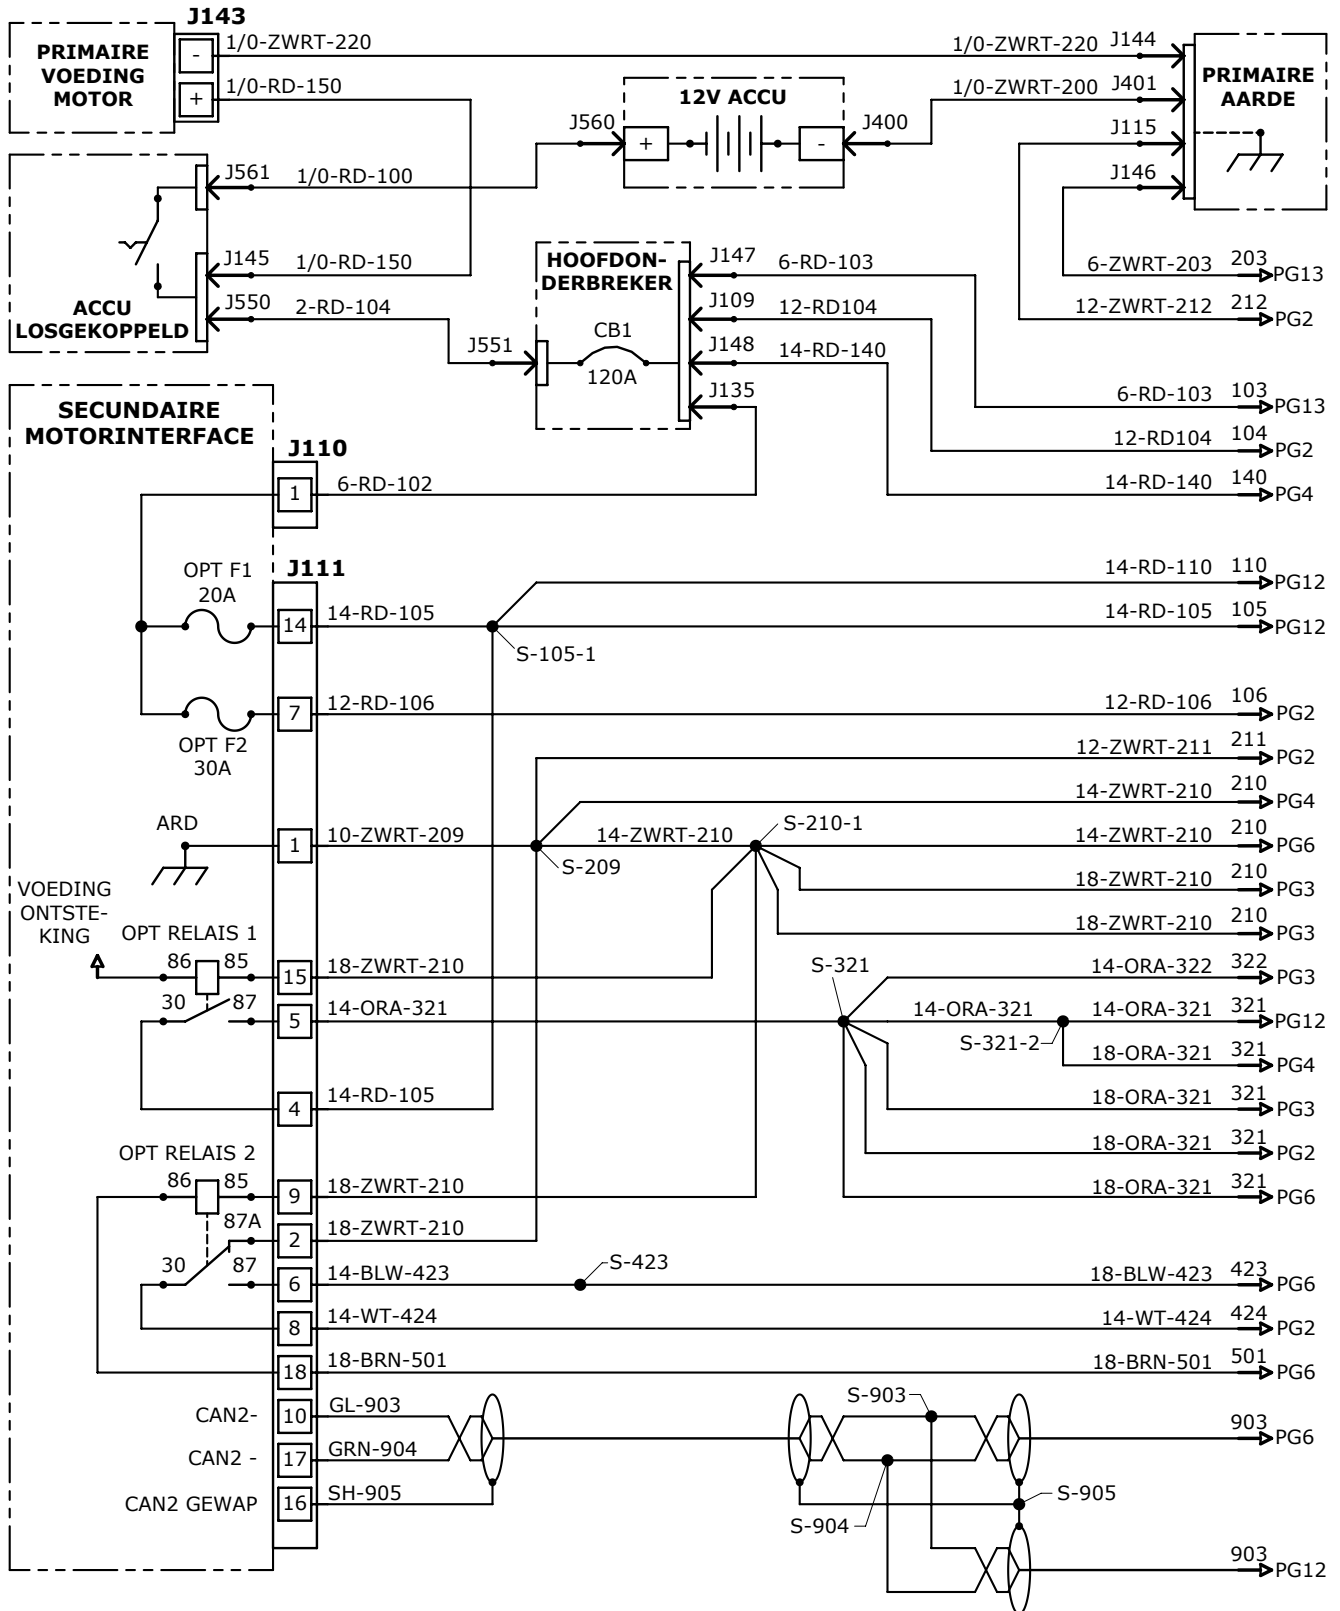 J143
PRIMAIRE
VOEDING
MOTOR
-
+
1/0-ZWRT-220
1/0-RD-150
1/0-ZWRT-220
J144
1/0-ZWRT-200
J401
J115
J146
PRIMAIRE
AARDE
12V ACCU
J560
+
-
J400
J561
1/0-RD-100
J145
1/0-RD-150
J550
2-RD-104
ACCU
LOSGEKOPPELD
HOOFDON-
DERBREKER
CB1
120A
J551
J147
6-RD-103
J109
12-RD104
J148
14-RD-140
J135
6-ZWRT-203
203
PG13
12-ZWRT-212
212
PG2
6-RD-103
103
PG13
12-RD104
104
PG2
14-RD-140
140
PG4
SECUNDAIRE
MOTORINTERFACE
J110
1
6-RD-102
J111
OPT F1
20A
14
14-RD-105
S-105-1
14-RD-110
110
PG12
14-RD-105
105
PG12
OPT F2
30A
7
12-RD-106
12-RD-106
106
PG2
12-ZWRT-211
211
PG2
14-ZWRT-210
210
PG4
ARD
1
10-ZWRT-209
S-209
14-ZWRT-210
S-210-1
14-ZWRT-210
210
PG6
18-ZWRT-210
210
PG3
18-ZWRT-210
210
PG3
VOEDING
ONTSTE-
KING
OPT RELAIS 1
86
85
15
18-ZWRT-210
30
87
5
14-ORA-321
S-321
14-ORA-322
322
PG3
14-ORA-321
S-321-2
14-ORA-321
321
PG12
18-ORA-321
321
PG4
4
14-RD-105
18-ORA-321
321
PG3
18-ORA-321
321
PG2
18-ORA-321
321
PG6
OPT RELAIS 2
86
85
9
18-ZWRT-210
87A
2
18-ZWRT-210
30
87
6
14-BLW-423
S-423
18-BLW-423
423
PG6
8
14-WT-424
14-WT-424
424
PG2
18
18-BRN-501
18-BRN-501
501
PG6
CAN2-
10
GL-903
S-903
903
PG6
CAN2 -
17
GRN-904
CAN2 GEWAP
16
SH-905
S-904
S-905
903
PG12